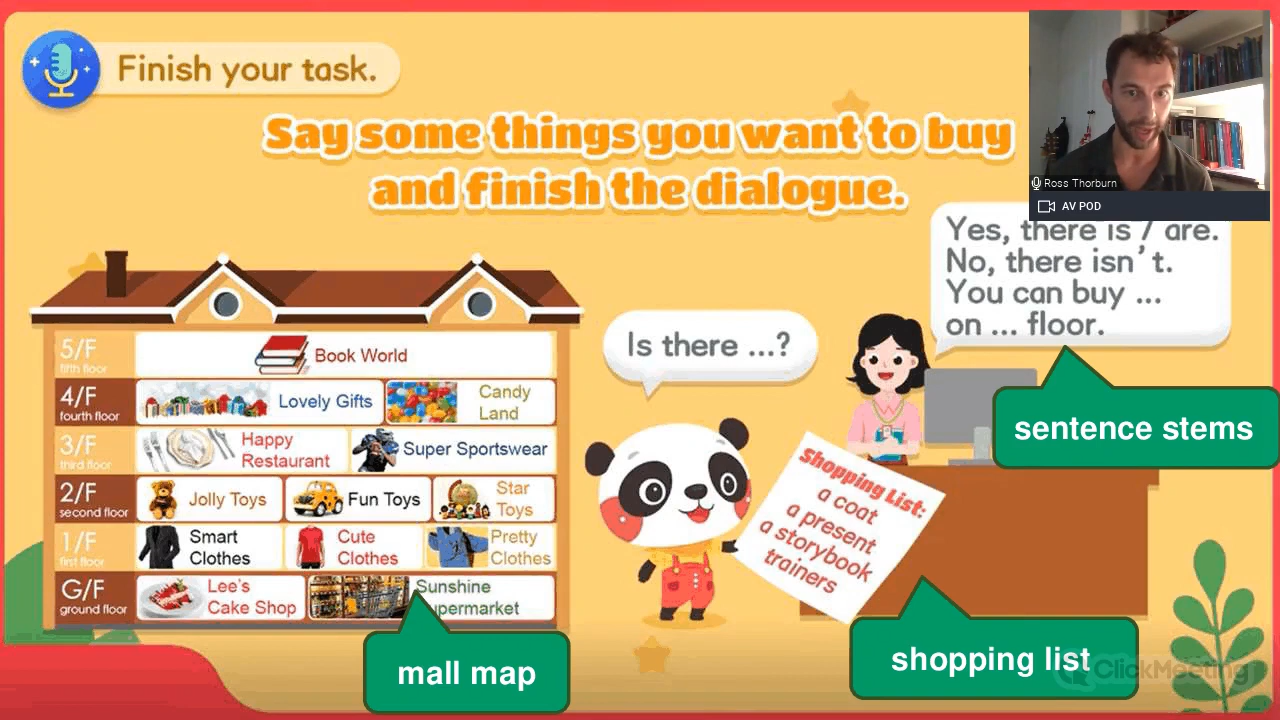 Finish your task.
Say some things you want to buy
and finish the dialogue.
Ross Thorburn
AV POD
Yes, there is / are.
No, there isn't.
You can buy ...
on ... floor.
Is there ...?
sentence stems
5/F
fifth floor
Book World
4/F
fourth floor
Lovely Gifts
Candy
Land
3/F
third floor
Happy
Restaurant
Super Sportswear
2/F
second floor
Jolly Toys
Fun Toys
Star
Toys
1/F
first floor
Smart
Clothes
Cute
Clothes
Pretty
Clothes
G/F
ground floor
Lee's
Cake Shop
Sunshine
upermarket
Shopping List:
a coat
a present
a storybook
trainers
mall map
shopping list
ClickMeeting